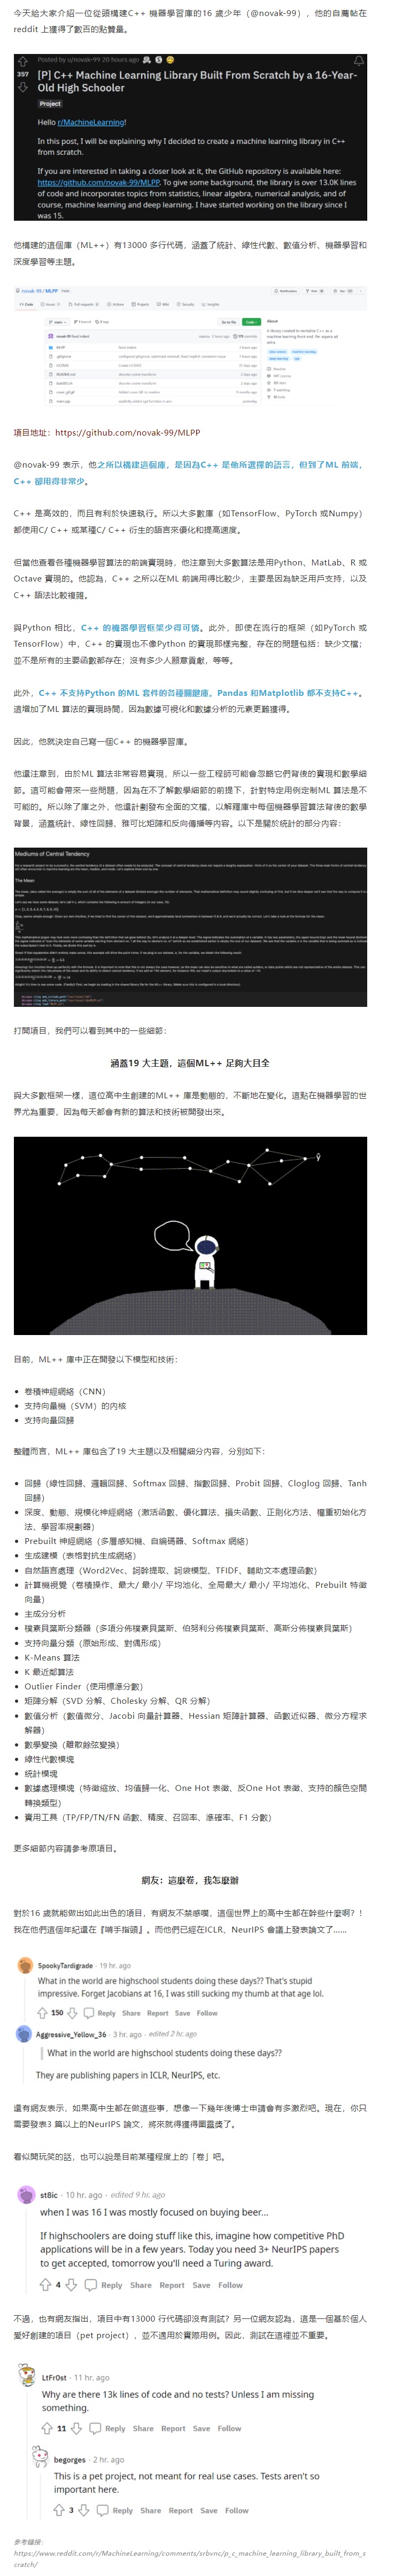 今天給大家介紹一位從頭構建C++ 機器學習庫的16 歲少年（@novak-99），他的自薦帖在
reddit 上獲得了數百的點贊量。
Posted by u/novak-99 20 hours ago
357
[P] C++ Machine Learning Library Built From Scratch by a 16-Year-
Old High Schooler
Project
Hello r/MachineLearning!
In this post, I will be explaining why I decided to create a machine learning library in C++
from scratch.
If you are interested in taking a closer look at it, the GitHub repository is available here:
https://github.com/novak-99/MLPP. To give some background, the library is over 13.0K lines
of code and incorporates topics from statistics, linear algebra, numerical analysis, and of
course, machine learning and deep learning. I have started working on the library since I
was 15.
他構建的這個庫（ML++）有13000 多行代碼，涵蓋了統計、線性代數、數值分析、機器學習和
深度學習等主題。
novak-99 / MLPP
項目地址：https://github.com/novak-99/MLPP
@novak-99 表示，他之所以構建這個庫，是因為C++ 是他所選擇的語言，但到了ML 前端，
C++ 卻用得非常少。
C++ 是高效的，而且有利於快速執行。所以大多數庫（如TensorFlow、PyTorch 或Numpy）
都使用C/ C++ 或某種C/ C++ 衍生的語言來優化和提高速度。
但當他查看各種機器學習算法的前端實現時，他注意到大多數算法是用Python、MatLab、R 或
Octave 實現的。他認為，C++ 之所以在ML 前端用得比較少，主要是因為缺乏用戶支持，以及
C++ 語法比較複雜。
與Python 相比，C++ 的機器學習框架少得可憐。此外，即使在流行的框架（如PyTorch 或
TensorFlow）中，C++ 的實現也不像Python 的實現那樣完整，存在的問題包括：缺少文檔；
並不是所有的主要函數都存在；沒有多少人願意貢獻，等等。
此外，C++ 不支持Python 的ML 套件的各種關鍵庫。Pandas 和Matplotlib 都不支持C++。
這增加了ML 算法的實現時間，因為數據可視化和數據分析的元素更難獲得。
因此，他就決定自己寫一個C++ 的機器學習庫。
他還注意到，由於ML 算法非常容易實現，所以一些工程師可能會忽略它們背後的實現和數學細
節。這可能會帶來一些問題，因為在不了解數學細節的前提下，針對特定用例定制ML 算法是不
可能的。所以除了庫之外，他還計劃發布全面的文檔，以解釋庫中每個機器學習算法背後的數學
背景，涵蓋統計、線性回歸、雅可比矩陣和反向傳播等內容。以下是關於統計的部分內容：
Mediums of Central Tendency
The Mean
打開項目，我們可以看到其中的一些細節：
涵蓋19 大主題，這個ML++ 足夠大且全
與大多數框架一樣，這位高中生創建的ML++ 庫是動態的，不斷地在變化。這點在機器學習的世
界尤為重要，因為每天都會有新的算法和技術被開發出來。
ŷ
目前，ML++ 庫中正在開發以下模型和技術：
卷積神經網絡（CNN）
支持向量機（SVM）的內核
支持向量回歸
整體而言，ML++ 庫包含了19 大主題以及相關細分內容，分別如下：
回歸（線性回歸、邏輯回歸、Softmax 回歸、指數回歸、Probit 回歸、Cloglog 回歸、Tanh
回歸）
深度、動態、規模化神經網絡（激活函數、優化算法、損失函數、正則化方法、權重初始化方
法、學習率規劃器）
Prebuilt 神經網絡（多層感知機、自編碼器、Softmax 網絡）
生成建模（表格對抗生成網絡）
自然語言處理（Word2Vec、詞幹提取、詞袋模型、TFIDF、輔助文本處理函數）
計算機視覺（卷積操作、最大/ 最小/ 平均池化、全局最大/ 最小/ 平均池化、Prebuilt 特徵
向量）
主成分分析
樸素貝葉斯分類器（多項分佈樸素貝葉斯、伯努利分佈樸素貝葉斯、高斯分佈樸素貝葉斯）
支持向量分類（原始形成、對偶形成）
K-Means 算法
K 最近鄰算法
Outlier Finder（使用標準分數）
矩陣分解（SVD 分解、Cholesky 分解、QR 分解）
數值分析（數值微分、Jacobi 向量計算器、Hessian 矩陣計算器、函數近似器、微分方程求
解器）
數學變換（離散餘弦變換）
線性代數模塊
統計模塊
數據處理模塊（特徵縮放、均值歸一化、One Hot 表徵、反One Hot 表徵、支持的顏色空間
轉換類型）
實用工具（TP/FP/TN/FN 函數、精度、召回率、準確率、F1 分數）
更多細節內容請參考原項目。
網友：這麼卷，我怎麼辦
對於16 歲就能做出如此出色的項目，有網友不禁感嘆，這個世界上的高中生都在幹些什麼啊？！
我在他們這個年紀還在『啃手指頭』。而他們已經在ICLR、NeurIPS 會議上發表論文了……
SpookyTardigrade · 19 hr. ago
What in the world are highschool students doing these days?? That's stupid
impressive. Forget Jacobians at 16, I was still sucking my thumb at that age lol.
150 Reply Share Report Save Follow
Aggressive_Yellow_36 · 3 hr. ago · edited 2 hr. ago
What in the world are highschool students doing these days??
They are publishing papers in ICLR, NeurIPS, etc.
還有網友表示，如果高中生都在做這些事，想像一下幾年後博士申請會有多激烈吧。現在，你只
需要發表3 篇以上的NeurIPS 論文，將來就得獲得圖靈獎了。
看似開玩笑的話，也可以說是目前某種程度上的「卷」吧。
st8ic · 10 hr. ago · edited 9 hr. ago
when I was 16 I was mostly focused on buying beer...
If highschoolers are doing stuff like this, imagine how competitive PhD
applications will be in a few years. Today you need 3+ NeurIPS papers
to get accepted, tomorrow you'll need a Turing award.
4 Reply Share Report Save Follow
不過，也有網友指出，項目中有13000 行代碼卻沒有測試？另一位網友認為，這是一個基於個人
愛好創建的項目（pet project），並不適用於實際用例。因此，測試在這裡並不重要。
LtFr0st · 11 hr. ago
Why are there 13k lines of code and no tests? Unless I am missing
something.
11 Reply Share Report Save Follow
begorges · 2 hr. ago
This is a pet project, not meant for real use cases. Tests aren't so
important here.
3 Reply Share Report Save Follow
參考鏈接：
https://www.reddit.com/r/MachineLearning/comments/srbvnc/p_c_machine_learning_library_built_from_s
cratch/